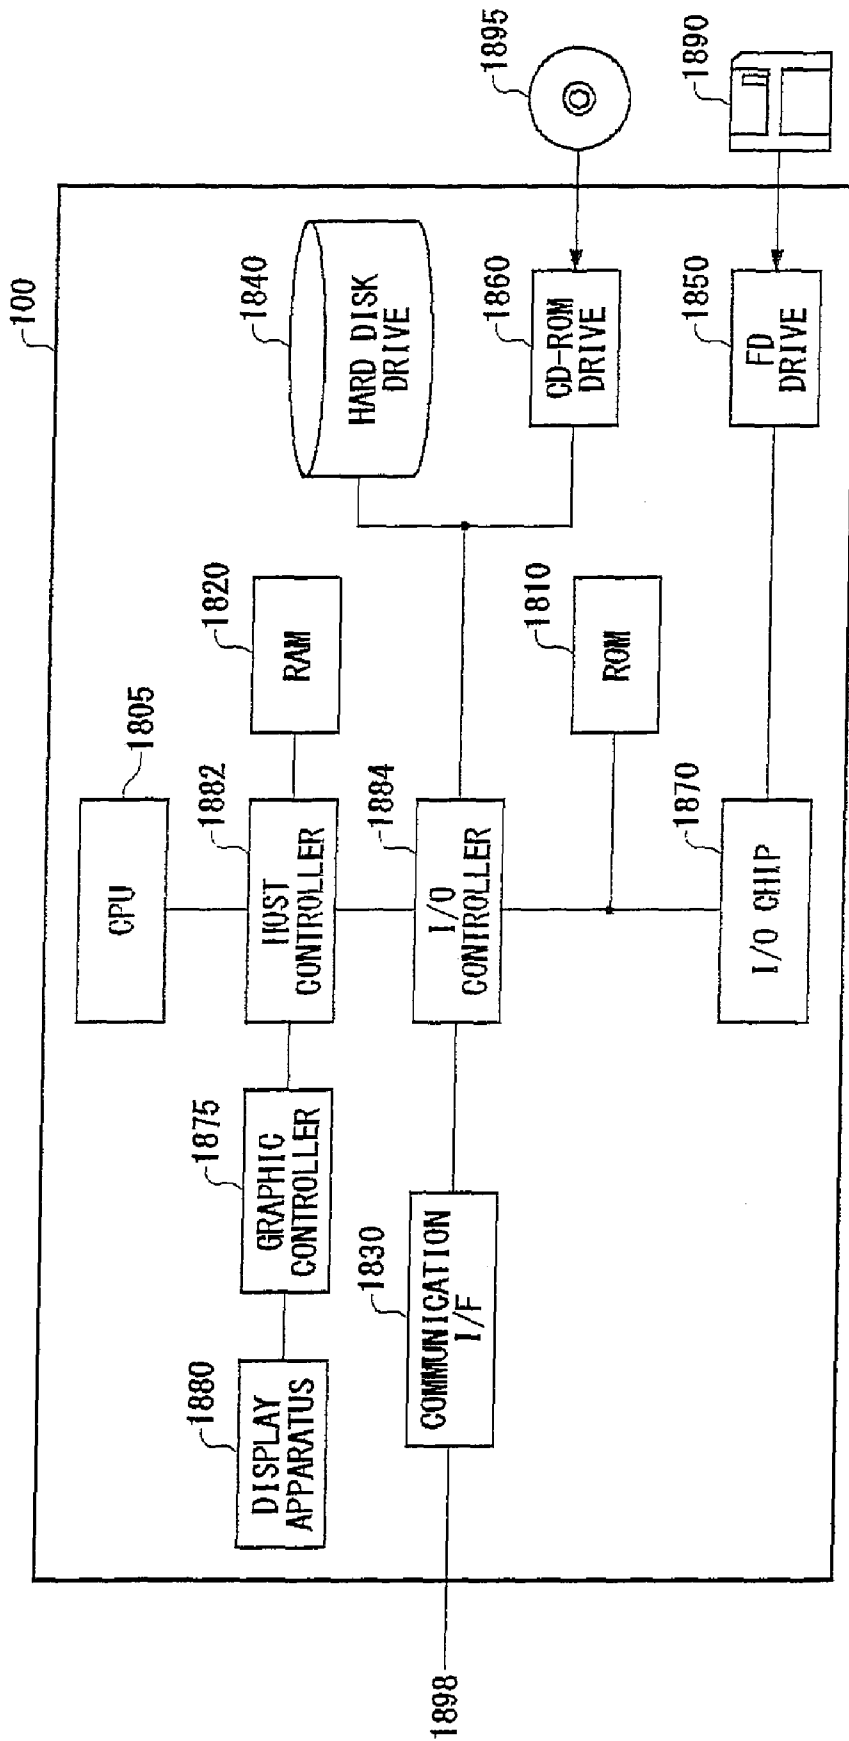 100
1805
CPU
1880
DISPLAY
APPARATUS
1875
GRAPHIC
CONTROLLER
1882
HOST
CONTROLLER
1820
RAM
1840
HARD DISK
DRIVE
1898
1830
COMMUNICATION
I/F
1884
I/O
CONTROLLER
1810
ROM
1860
CD-ROM
DRIVE
1895
1870
I/O CHIP
1850
FD
DRIVE
1890